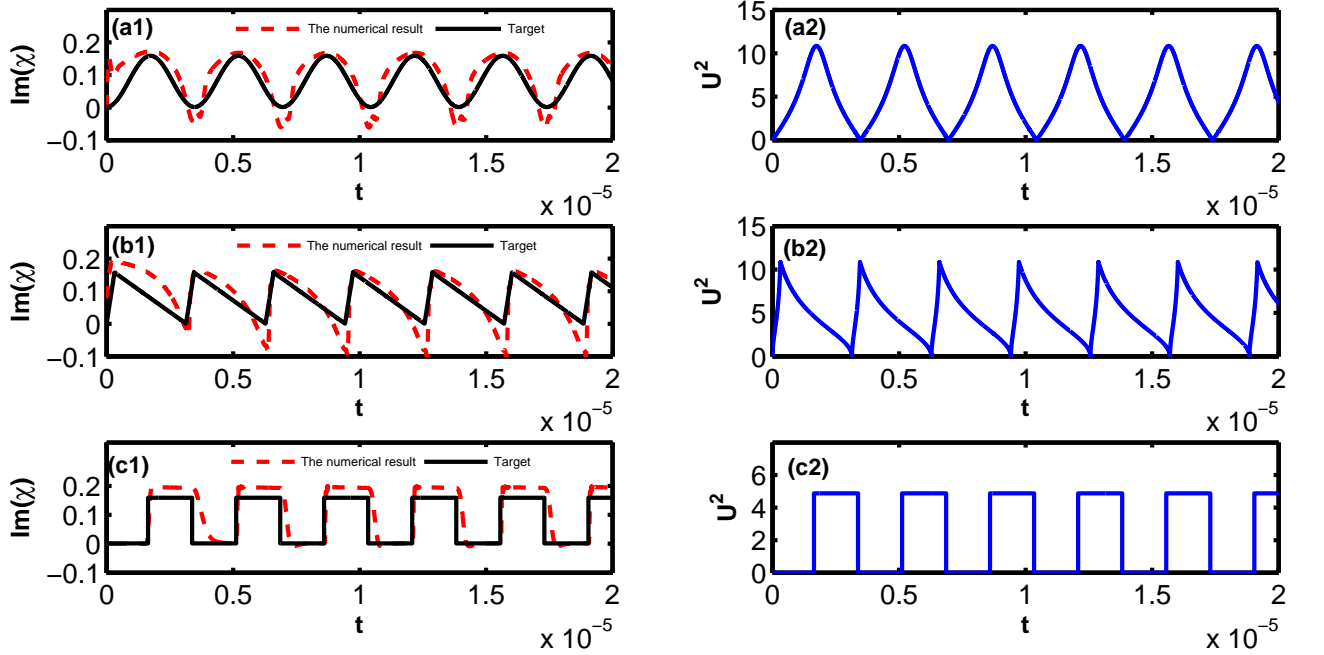 (a1) The numerical result Target
Im(χ)
0.2
0.1
0
−0.1
0 0.5 1 1.5 2
t
x 10⁻⁵
(a2)
U²
15
10
5
0
0 0.5 1 1.5 2
t
x 10⁻⁵
(b1) The numerical result Target
Im(χ)
0.2
0.1
0
−0.1
0 0.5 1 1.5 2
t
x 10⁻⁵
(b2)
U²
15
10
5
0
0 0.5 1 1.5 2
t
x 10⁻⁵
(c1) The numerical result Target
Im(χ)
0.2
0.1
0
−0.1
0 0.5 1 1.5 2
t
x 10⁻⁵
(c2)
U²
6
4
2
0
0 0.5 1 1.5 2
t
x 10⁻⁵